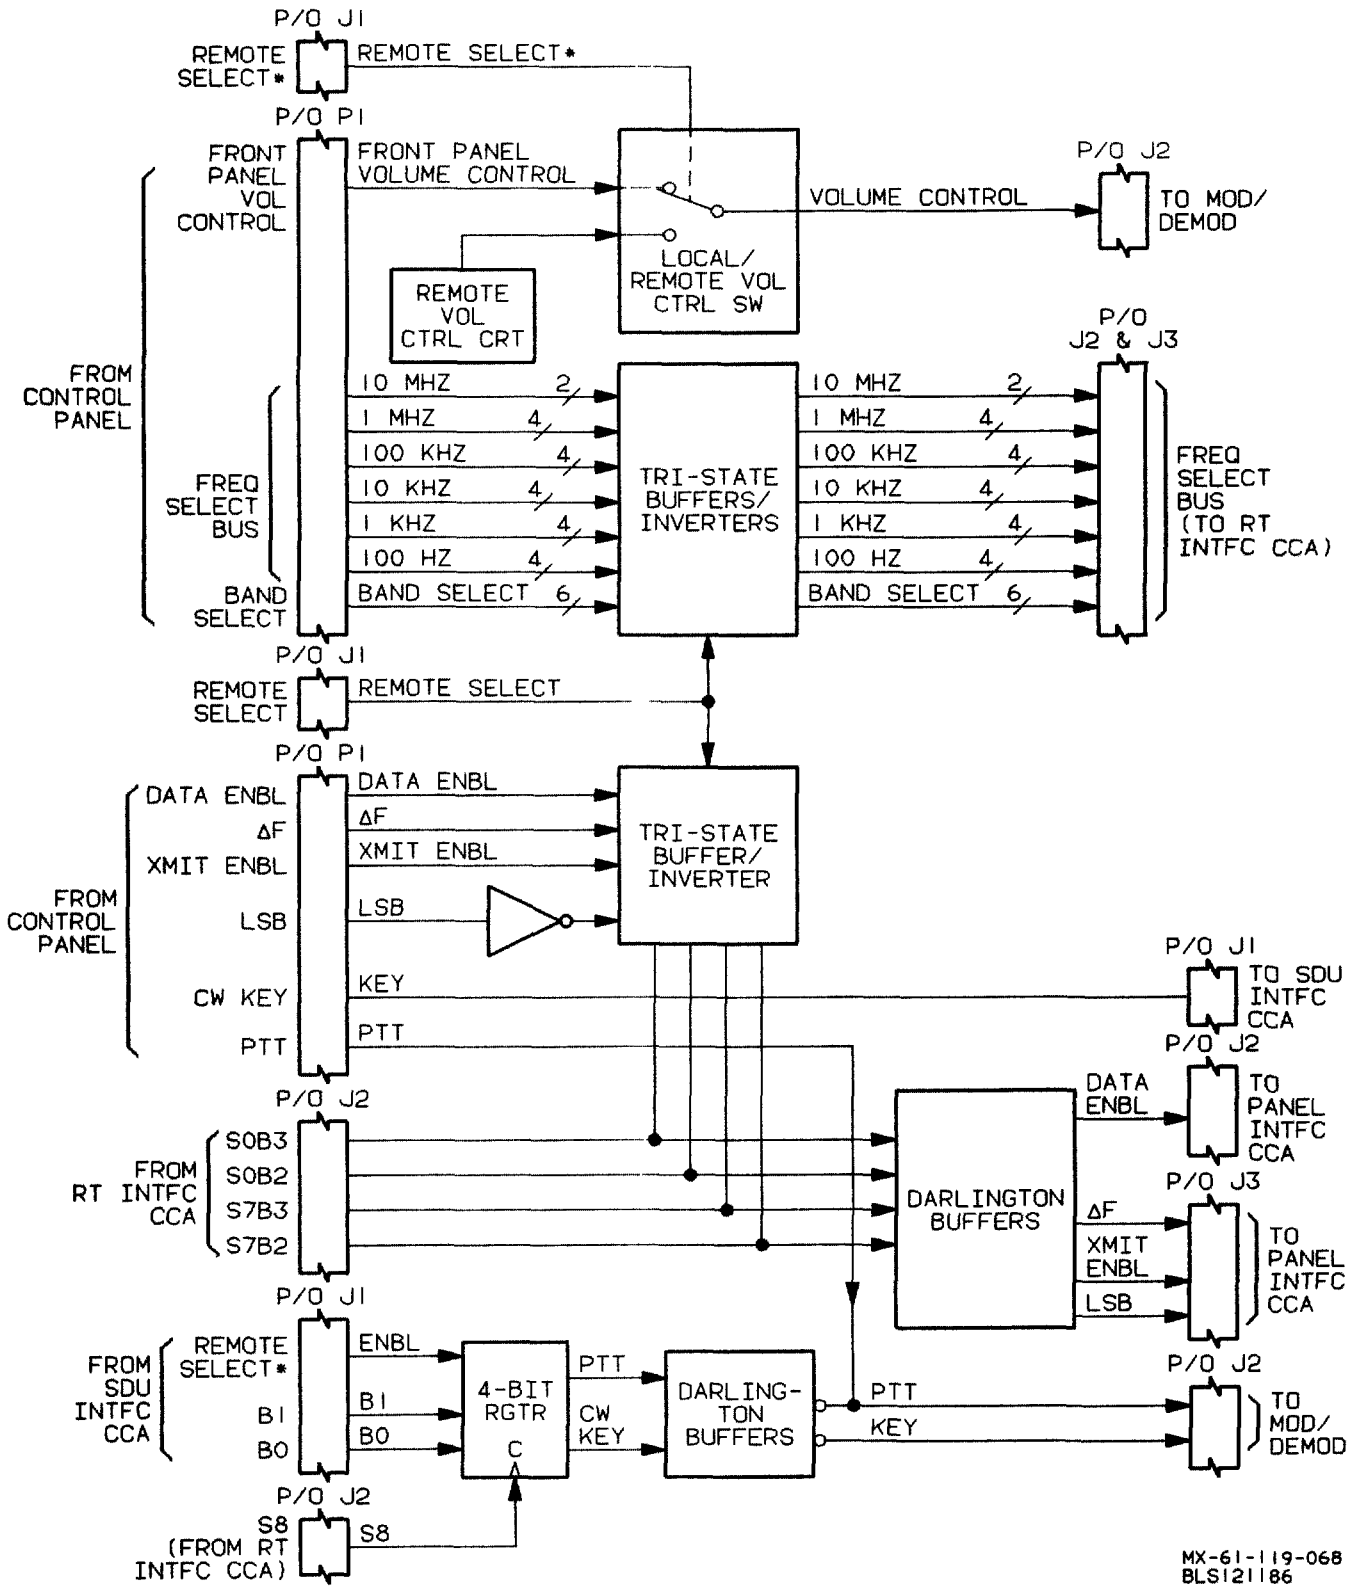 P/O J1
REMOTE
SELECT*
REMOTE SELECT*
P/O P1
FRONT
PANEL
VOL
CONTROL
FRONT PANEL
VOLUME CONTROL
LOCAL/
REMOTE VOL
CTRL SW
VOLUME CONTROL
P/O J2
TO MOD/
DEMOD
REMOTE
VOL
CTRL CRT
FROM
CONTROL
PANEL
FREQ
SELECT
BUS
BAND
SELECT
10 MHZ 2
1 MHZ 4
100 KHZ 4
10 KHZ 4
1 KHZ 4
100 HZ 4
BAND SELECT 6
TRI-STATE
BUFFERS/
INVERTERS
10 MHZ 2
1 MHZ 4
100 KHZ 4
10 KHZ 4
1 KHZ 4
100 HZ 4
BAND SELECT 6
P/O
J2 & J3
FREQ
SELECT
BUS
(TO RT
INTFC CCA)
P/O J1
REMOTE
SELECT
REMOTE SELECT
P/O P1
FROM
CONTROL
PANEL
DATA ENBL
ΔF
XMIT ENBL
LSB
CW KEY
PTT
DATA ENBL
ΔF
XMIT ENBL
LSB
KEY
PTT
TRI-STATE
BUFFER/
INVERTER
P/O J1
TO SDU
INTFC
CCA
P/O J2
FROM
RT INTFC
CCA
S0B3
S0B2
S7B3
S7B2
DARLINGTON
BUFFERS
DATA
ENBL
P/O J2
TO
PANEL
INTFC
CCA
ΔF
XMIT
ENBL
LSB
P/O J3
TO
PANEL
INTFC
CCA
P/O J1
FROM
SDU
INTFC
CCA
REMOTE
SELECT*
B1
B0
ENBL
B1
B0
4-BIT
RGTR
C
PTT
CW
KEY
DARLING-
TON
BUFFERS
PTT
KEY
P/O J2
TO
MOD/
DEMOD
P/O J2
S8
(FROM RT
INTFC CCA)
S8
MX-61-119-068
BLS121186